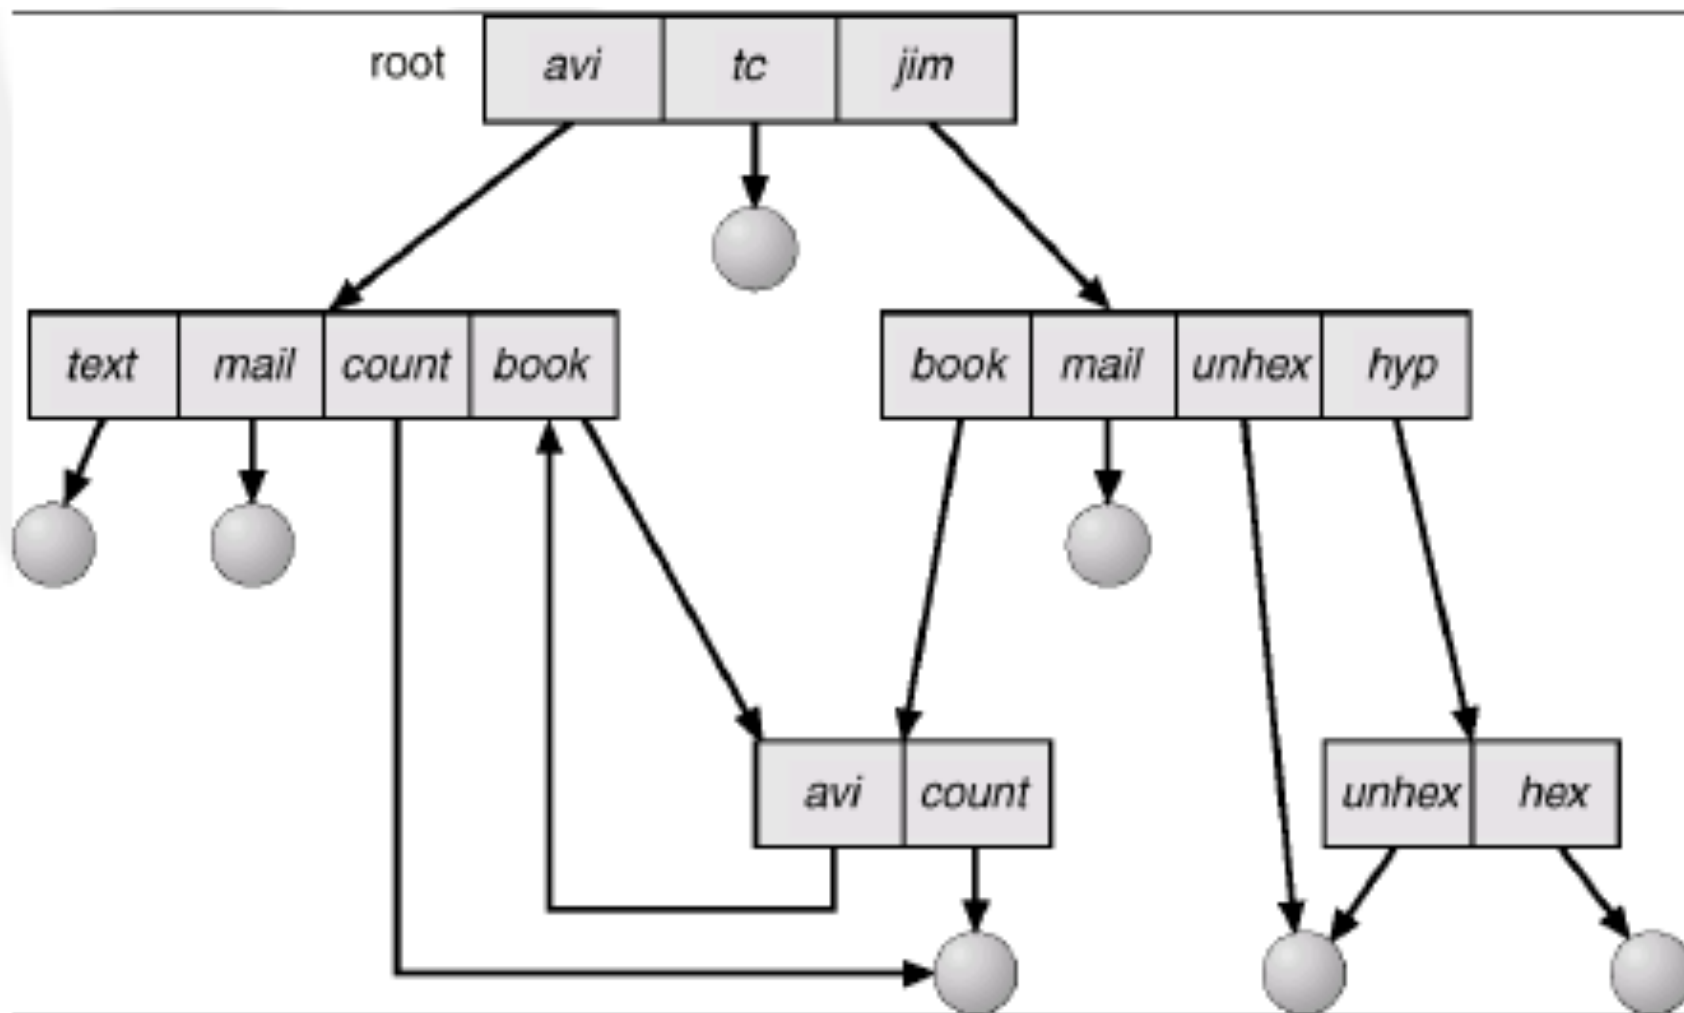 root avi tc jim
text mail count book book mail unhex hyp
avi count unhex hex